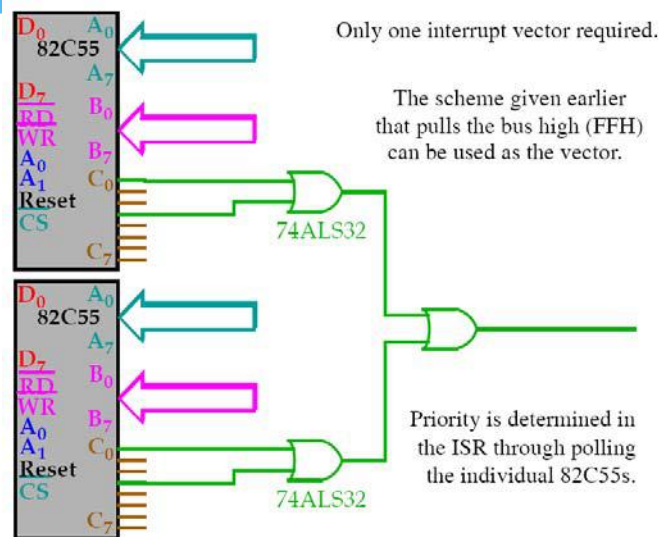 D0 A0
82C55
A7
D7
RD B0
WR
A0 B7
A1 C0
Reset
CS
C7
Only one interrupt vector required.
The scheme given earlier
that pulls the bus high (FFH)
can be used as the vector.
74ALS32
D0 A0
82C55
A7
D7
RD B0
WR
A0 B7
A1 C0
Reset
CS
C7
74ALS32
Priority is determined in
the ISR through polling
the individual 82C55s.